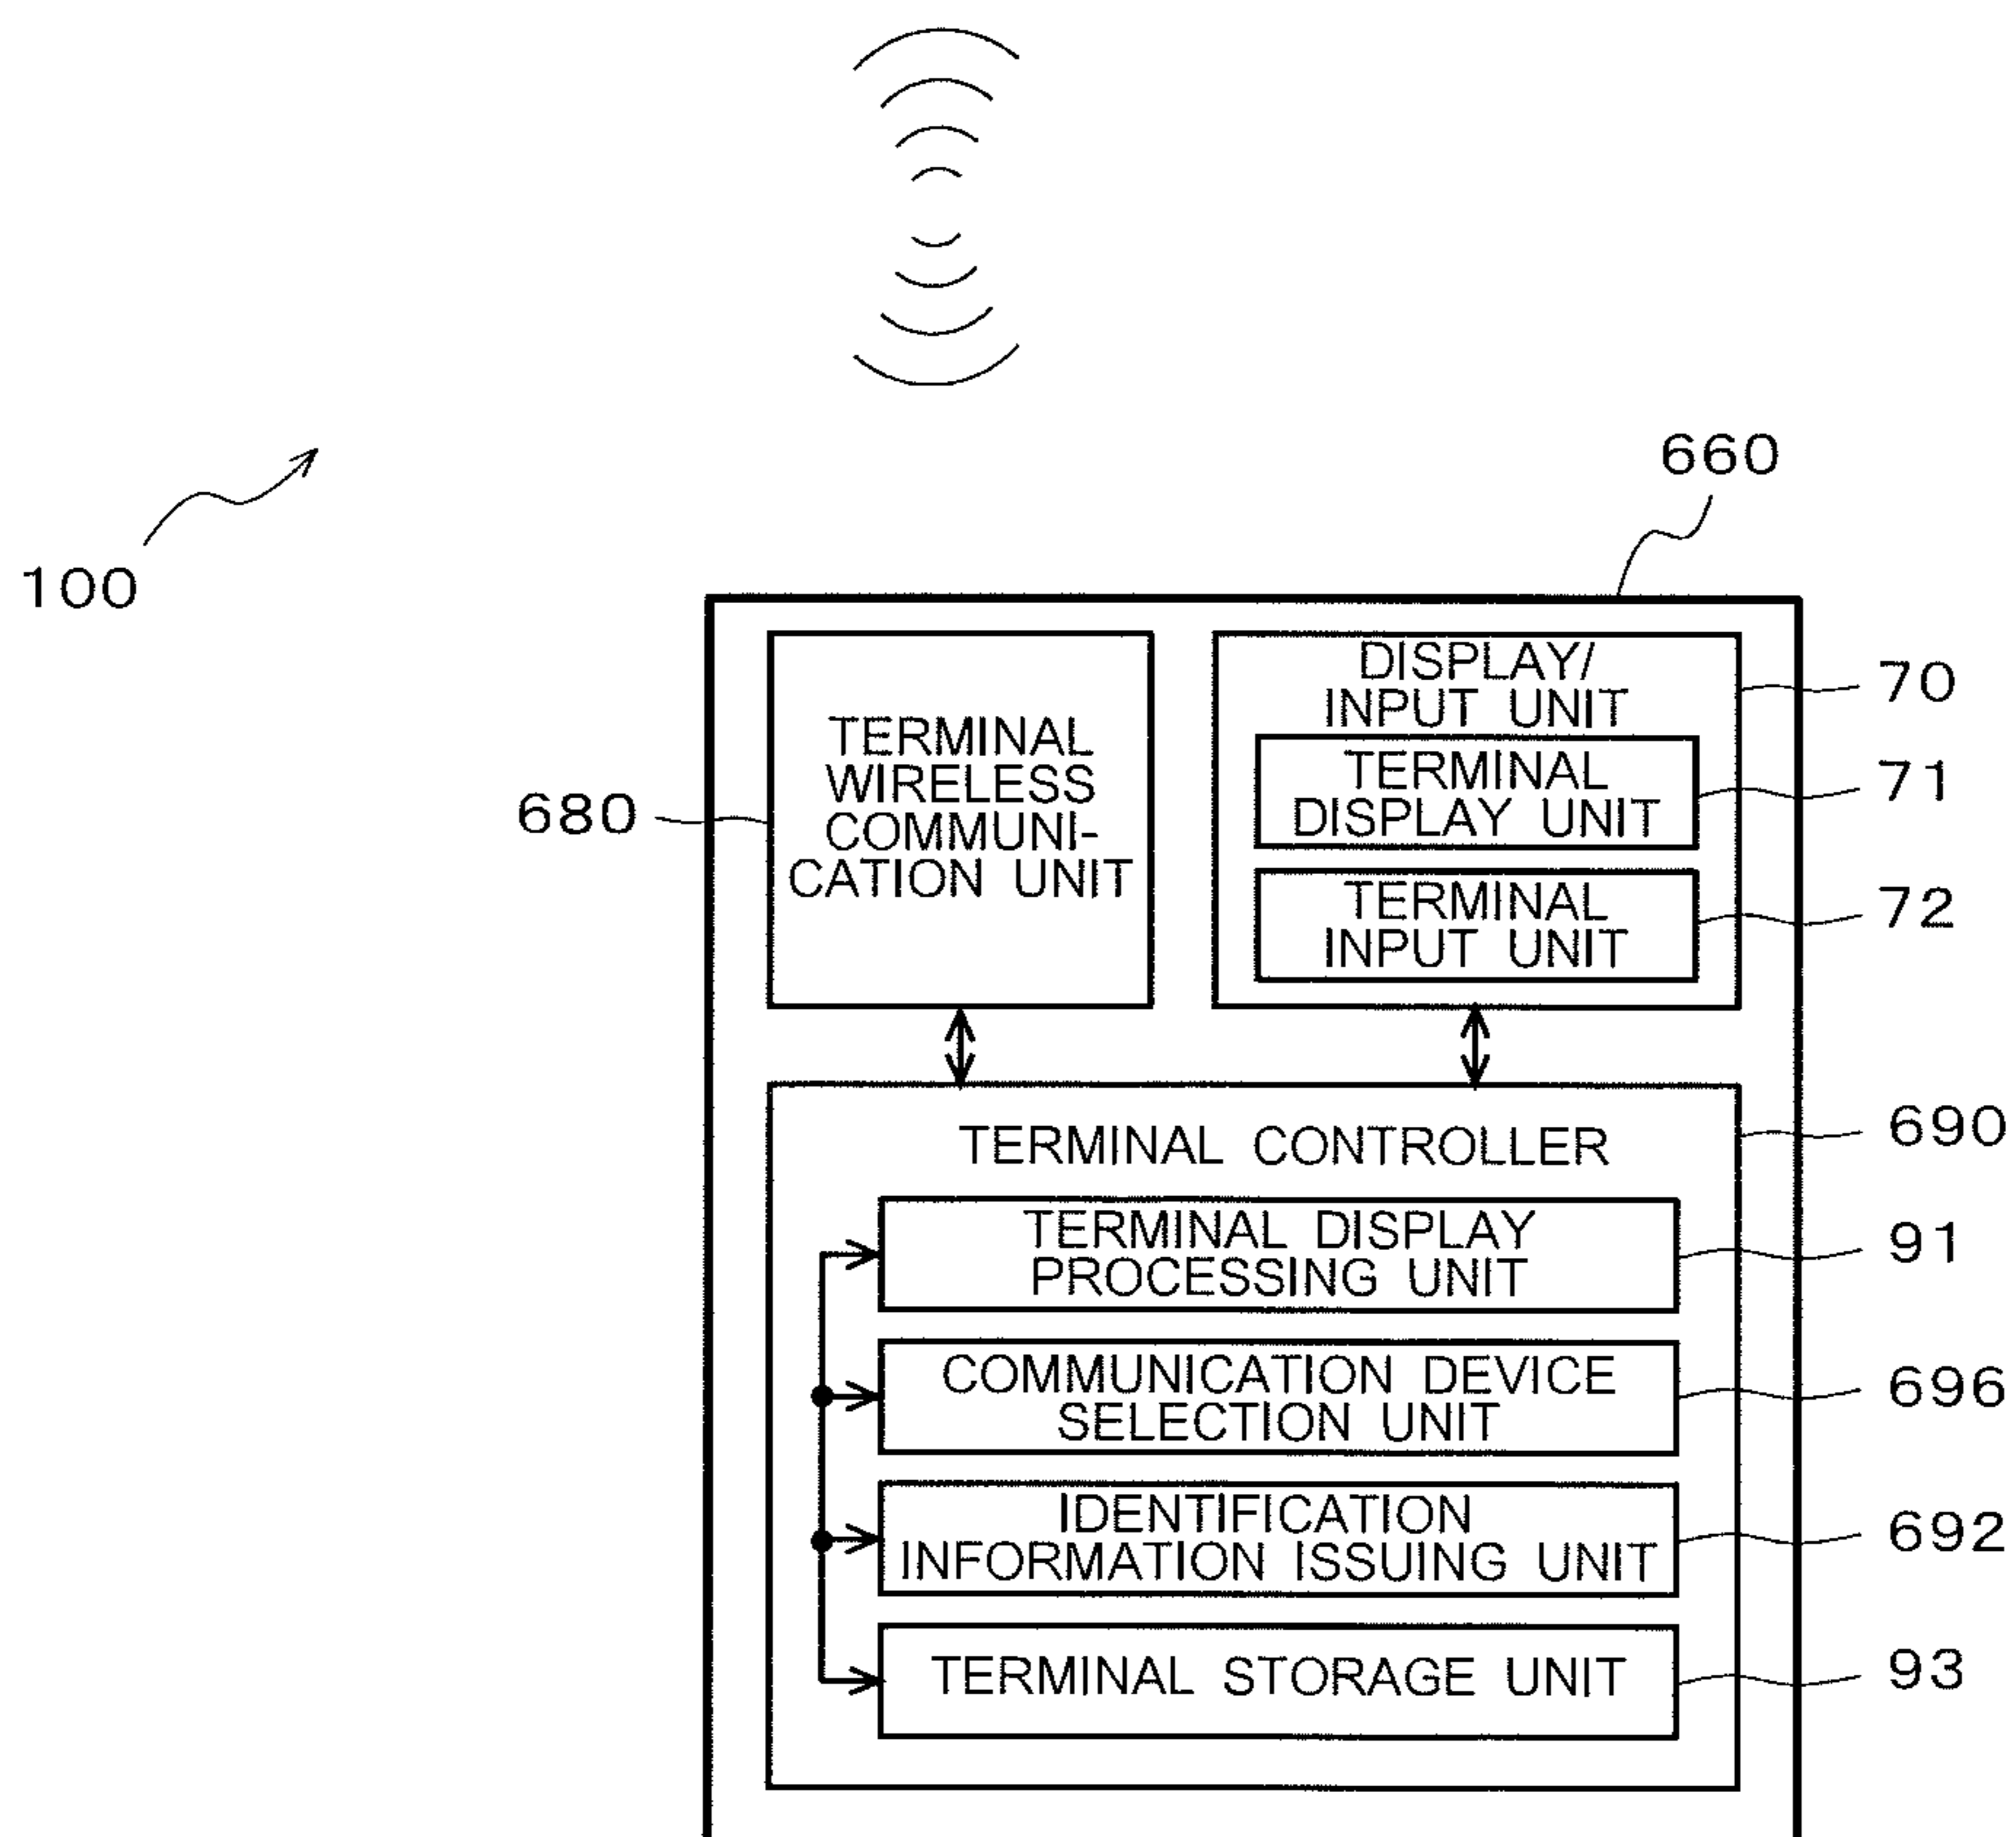 660
100
DISPLAY/
INPUT UNIT
70
TERMINAL
WIRELESS
COMMUNI-
CATION UNIT
680
TERMINAL
DISPLAY UNIT
71
TERMINAL
INPUT UNIT
72
TERMINAL CONTROLLER
690
TERMINAL DISPLAY
PROCESSING UNIT
91
COMMUNICATION DEVICE
SELECTION UNIT
696
IDENTIFICATION
INFORMATION ISSUING UNIT
692
TERMINAL STORAGE UNIT
93